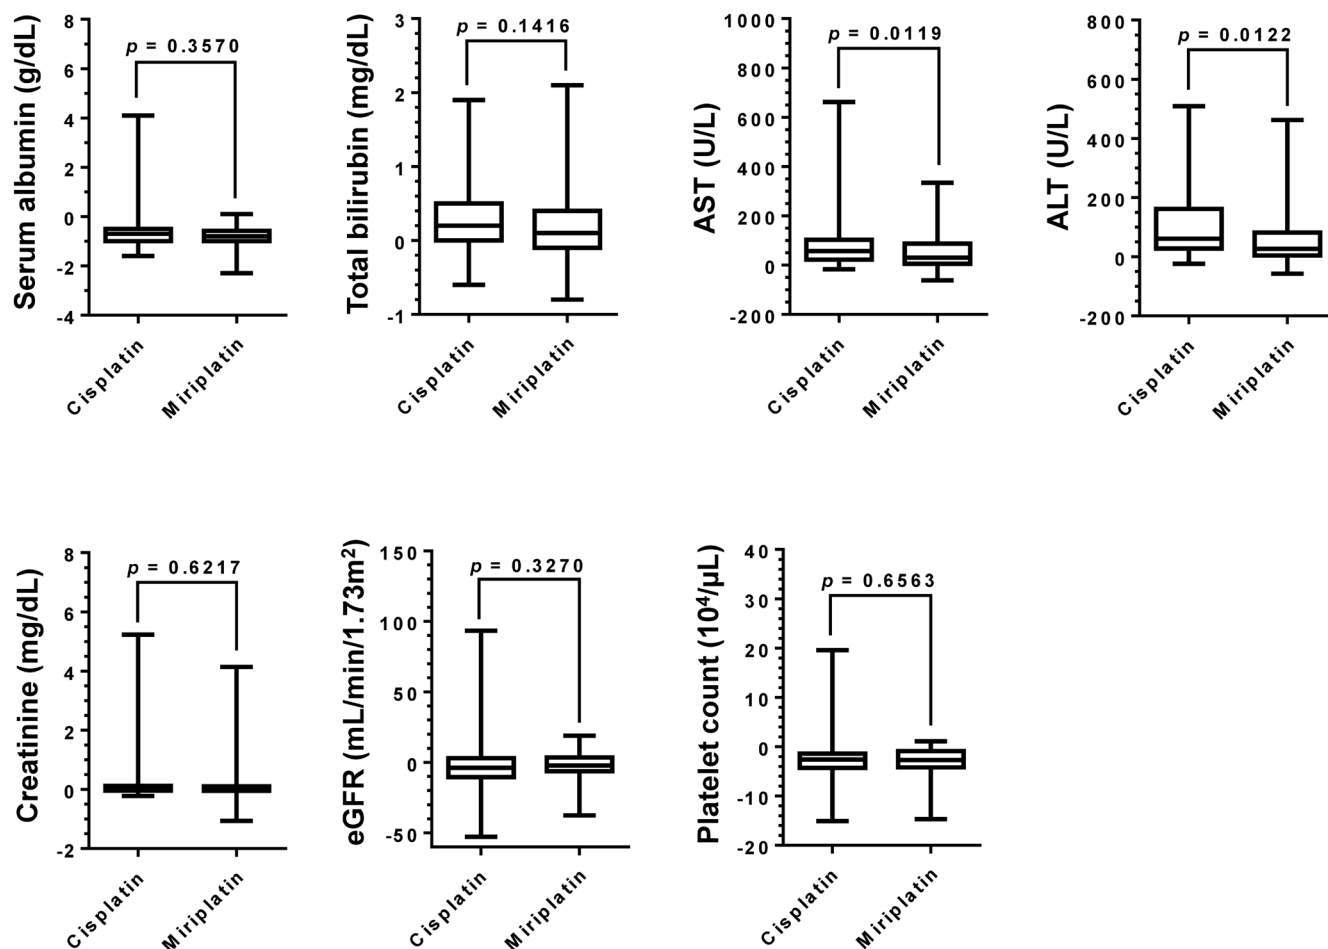 Serum albumin (g/dL)
8
6
4
2
0
-2
-4
p = 0.3570
Cisplatin
Miriplatin
Total bilirubin (mg/dL)
3
2
1
0
-1
p = 0.1416
Cisplatin
Miriplatin
AST (U/L)
1000
800
600
400
200
0
-200
p = 0.0119
Cisplatin
Miriplatin
ALT (U/L)
800
600
400
200
0
-200
p = 0.0122
Cisplatin
Miriplatin
Creatinine (mg/dL)
8
6
4
2
0
-2
p = 0.6217
Cisplatin
Miriplatin
eGFR (mL/min/1.73m²)
150
100
50
0
-50
p = 0.3270
Cisplatin
Miriplatin
Platelet count (10⁴/μL)
40
30
20
10
0
-10
-20
p = 0.6563
Cisplatin
Miriplatin